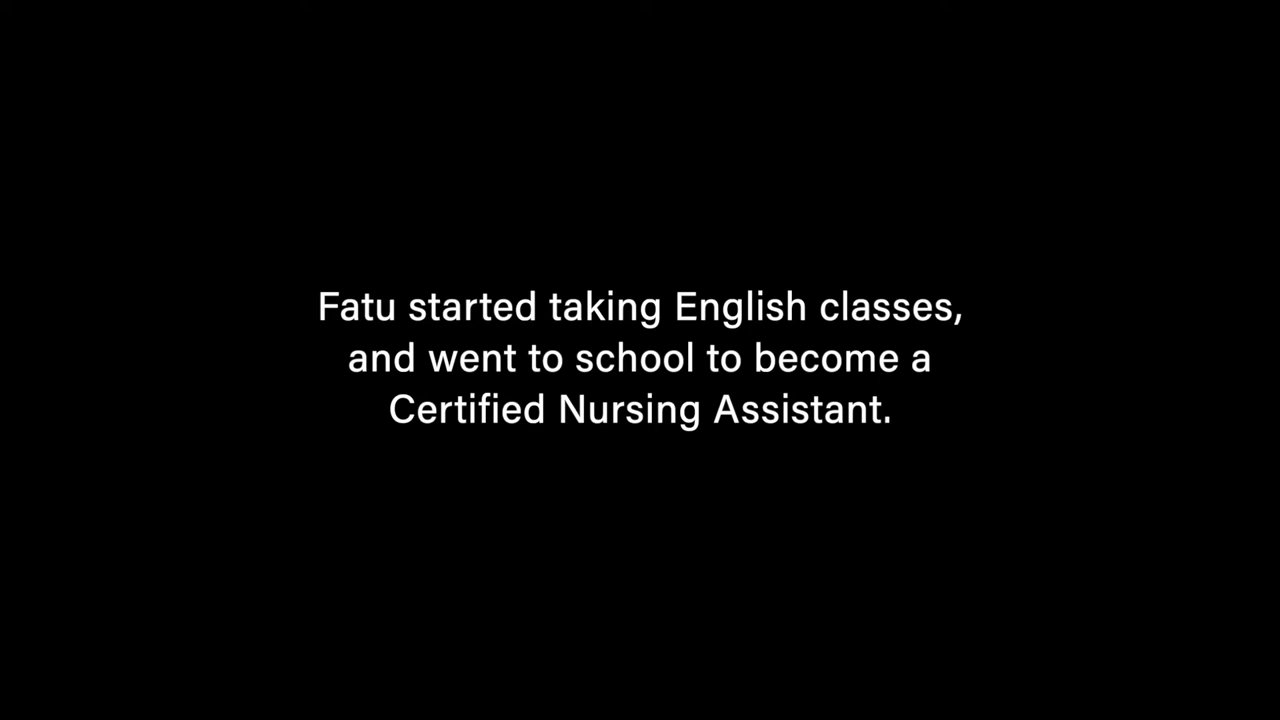 Fatu started taking English classes,
and went to school to become a
Certified Nursing Assistant.